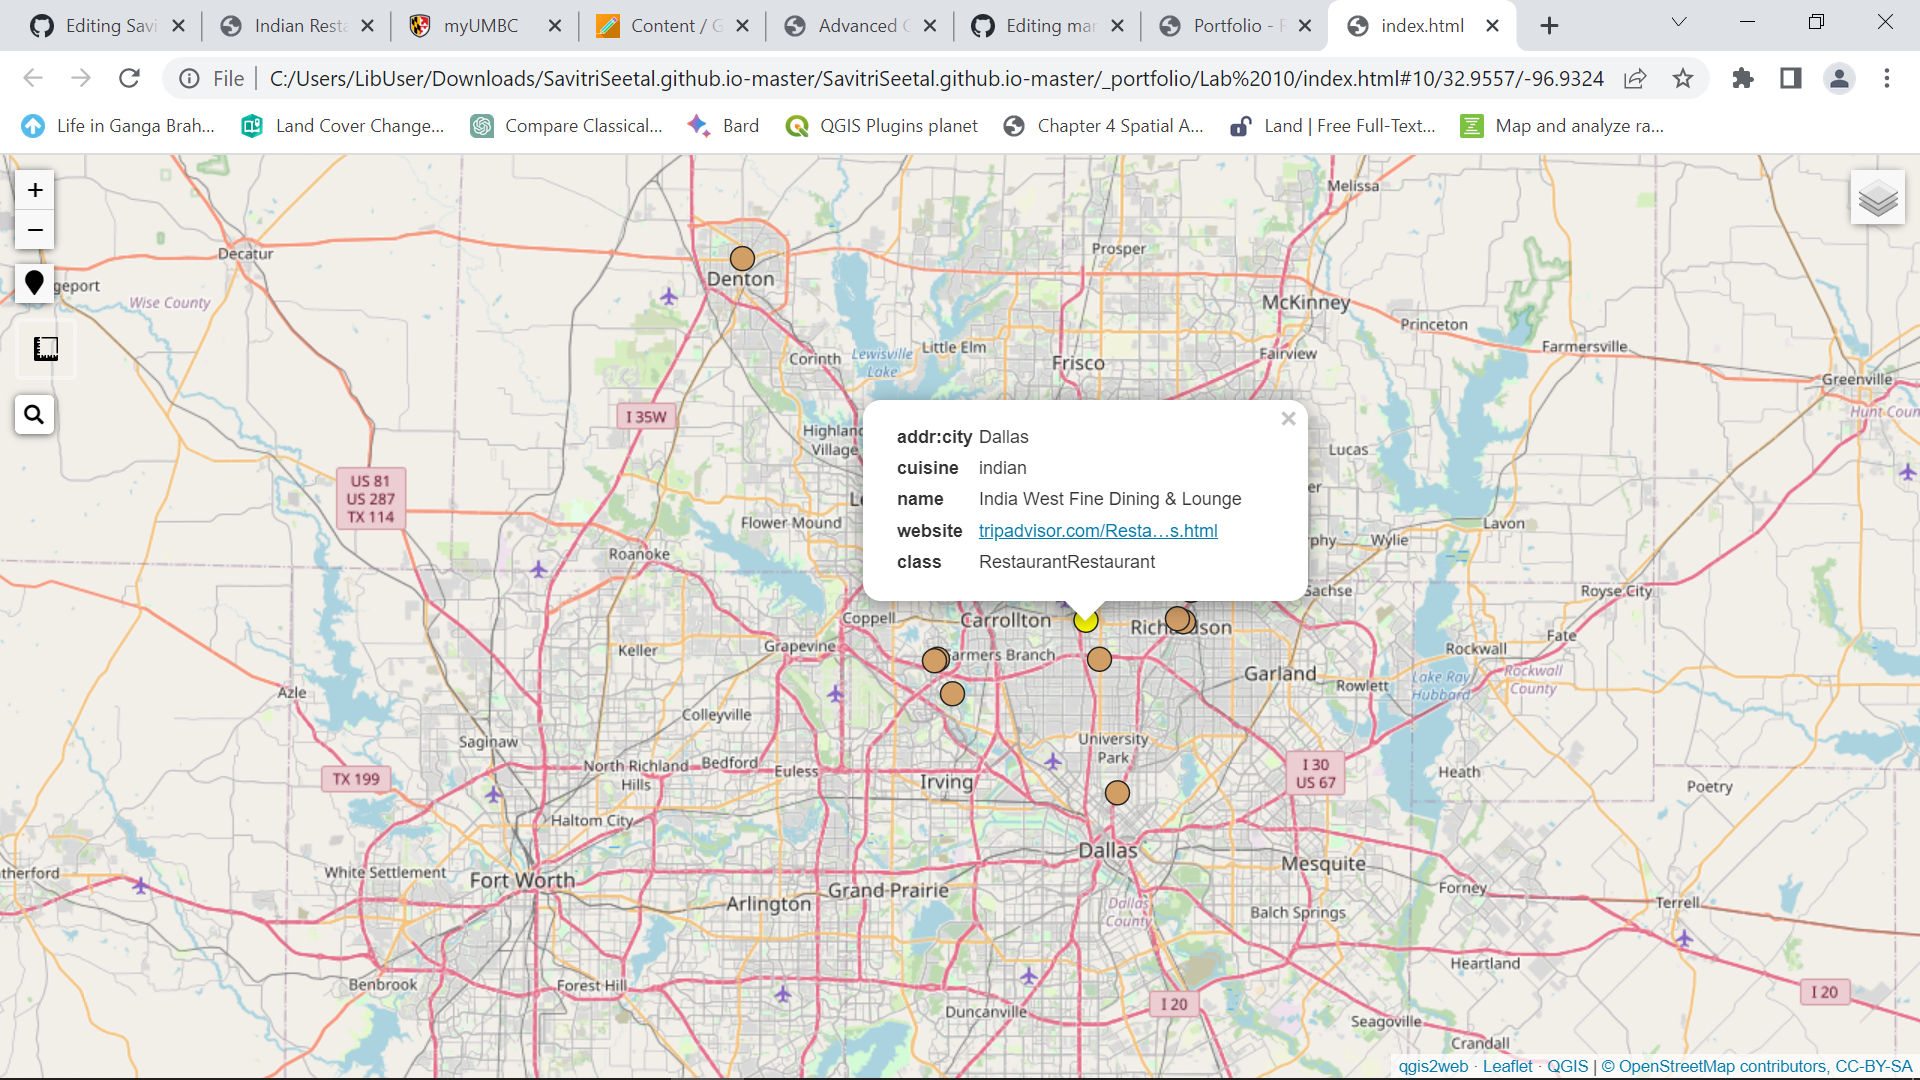 Editing Savi
Indian Resta
myUMBC
Content / G
Advanced
Editing mar
Portfolio - F
index.html
File
C:/Users/LibUser/Downloads/SavitriSeetal.github.io-master/SavitriSeetal.github.io-master/_portfolio/Lab%2010/index.html#10/32.9557/-96.9324
Life in Ganga Brah...
Land Cover Change...
Compare Classical...
Bard
QGIS Plugins planet
Chapter 4 Spatial A...
Land | Free Full-Text...
Map and analyze ra...
+
−
Melissa
Decatur
Prosper
Denton
geport
Wise County
McKinney
Princeton
Farmersville
Little Elm
Corinth
Lewisville
Lake
Fairview
Frisco
Greenville
Hunt Coun
I 35W
Highland
Village
Lucas
US 81
US 287
TX 114
Flower Mound
Lavon
Roanoke
phy
Wylie
Sachse
Royse City
addr:city Dallas
cuisine indian
name India West Fine Dining & Lounge
website tripadvisor.com/Resta…s.html
class RestaurantRestaurant
×
Coppell
Carrollton
Rich
son
Fate
Grapevine
Keller
armers Branch
Rockwall
Garland
Rowlett
Lake Ray
Hubbard
Rockwall
County
Azle
Colleyville
Saginaw
University
Park
North Richland
Hills
Bedford
Euless
Irving
TX 199
I 30
US 67
Heath
Poetry
Haltom City
Dallas
Mesquite
therford
White Settlement
Fort Worth
Grand Prairie
Arlington
Forney
Dallas
County
Balch Springs
Terrell
Heartland
Benbrook
Forest Hill
I 20
I 20
Duncanville
Seagoville
Crandall
qgis2web · Leaflet · QGIS | © OpenStreetMap contributors, CC-BY-SA